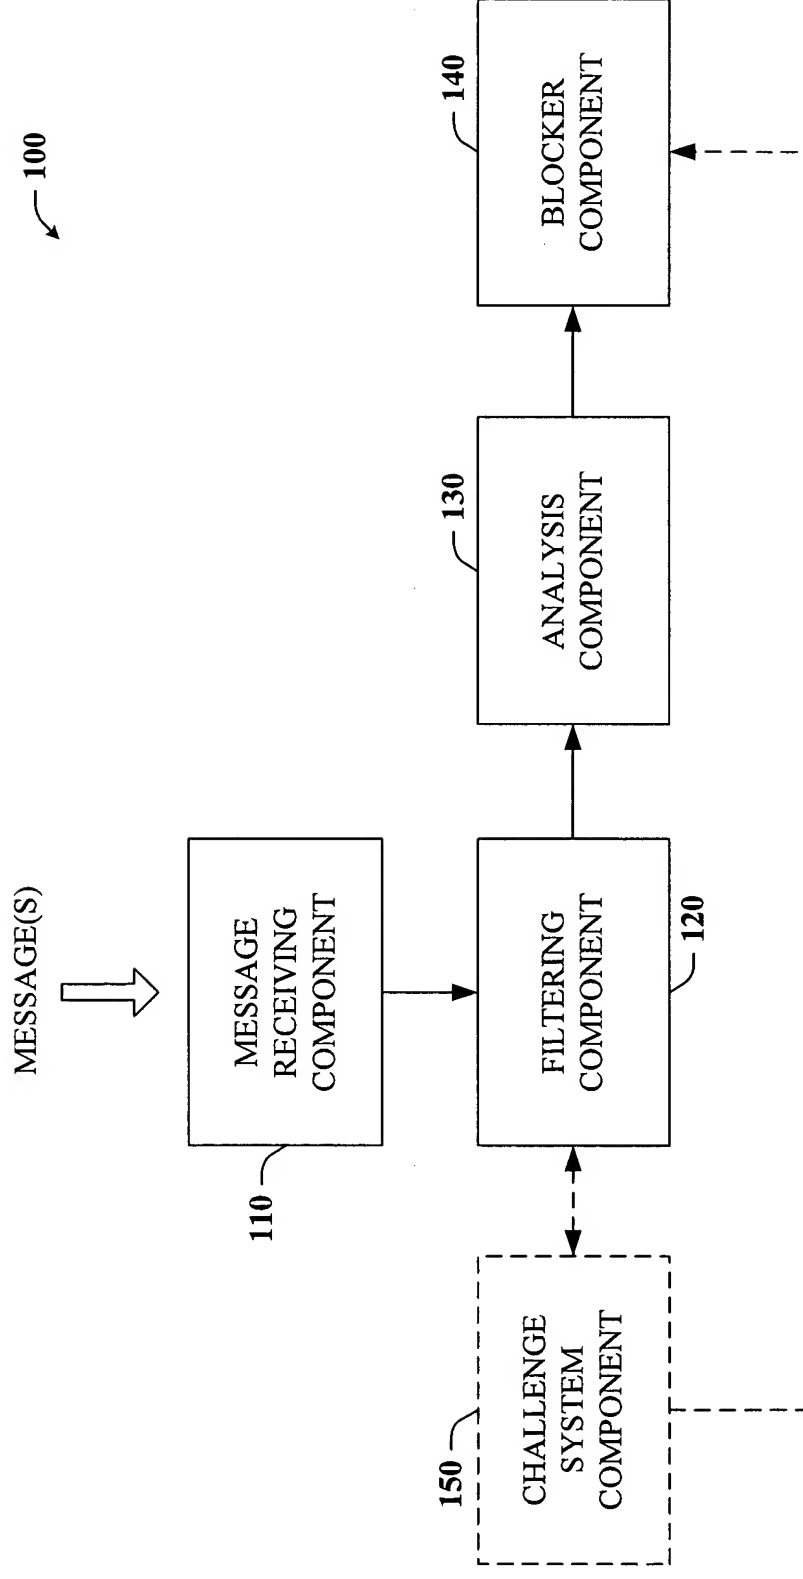 100
MESSAGE(S)
110
MESSAGE
RECEIVING
COMPONENT
150
CHALLENGE
SYSTEM
COMPONENT
FILTERING
COMPONENT
120
130
ANALYSIS
COMPONENT
140
BLOCKER
COMPONENT